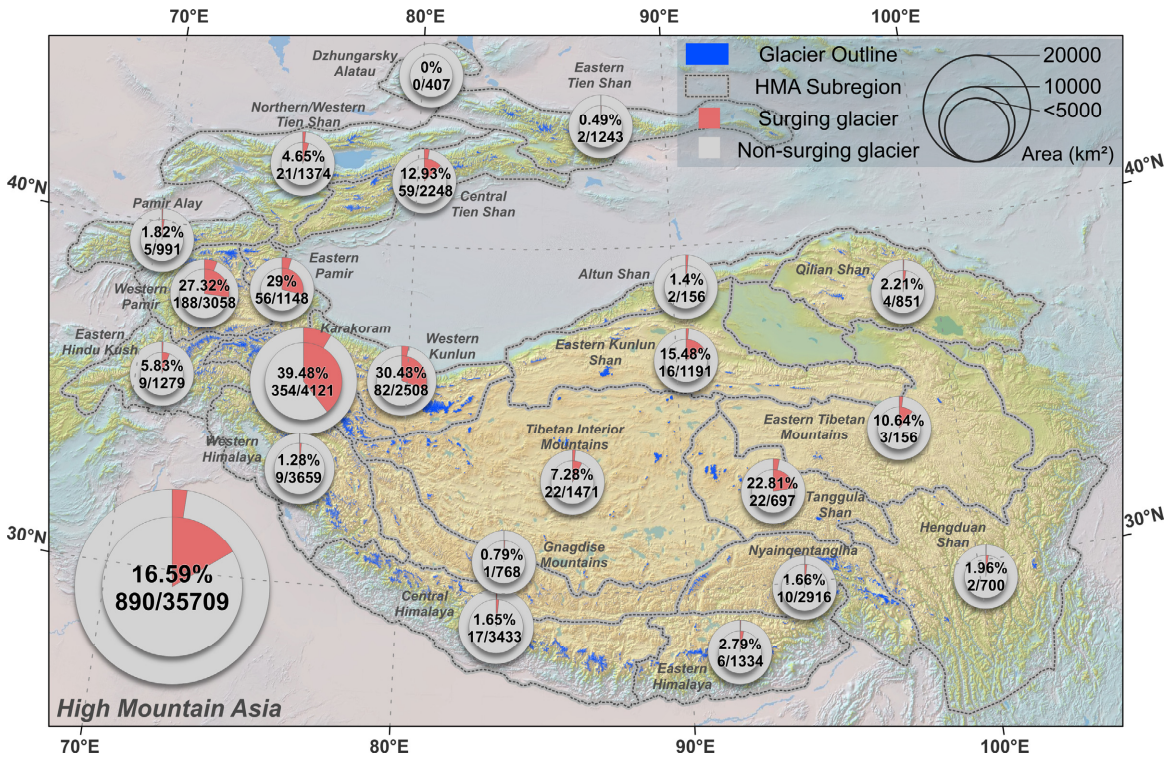 70°E
80°E
90°E
100°E
Dzhungarsky
Alatau
0%
0/407
Eastern
Tien Shan
0.49%
2/1243
Glacier Outline
HMA Subregion
Surging glacier
Non-surging glacier
20000
10000
<5000
Area (km²)
Northern/Western
Tien Shan
4.65%
21/1374
12.93%
59/2248
Central
Tien Shan
40°N
40°N
Pamir Alay
1.82%
5/991
Western
Pamir
27.32%
188/3058
Eastern
Pamir
29%
56/1148
Altun Shan
1.4%
2/156
Qilian Shan
2.21%
4/851
Eastern
Hindu Kush
5.83%
9/1279
Karakoram
39.48%
354/4121
Western
Kunlun
30.43%
82/2508
Eastern Kunlun
Shan
15.48%
16/1191
Eastern Tibetan
Mountains
10.64%
3/156
Western
Himalaya
1.28%
9/3659
Tibetan Interior
Mountains
7.28%
22/1471
22.81%
22/697
Tanggula
Shan
30°N
30°N
Hengduan
Shan
1.96%
2/700
0.79%
1/768
Gnagdise
Mountains
Nyainqentanglha
1.66%
10/2916
Central
Himalaya
1.65%
17/3433
Eastern
Himalaya
2.79%
6/1334
16.59%
890/35709
High Mountain Asia
70°E
80°E
90°E
100°E